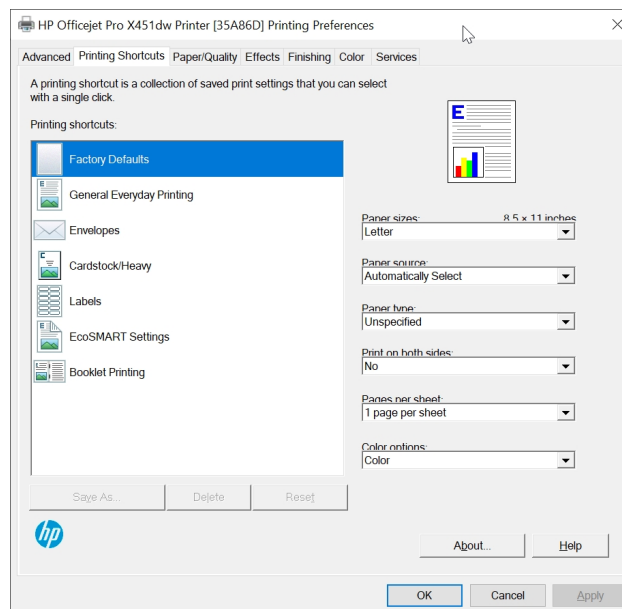 HP Officejet Pro X451dw Printer [35A86D] Printing Preferences
Advanced Printing Shortcuts Paper/Quality Effects Finishing Color Services
A printing shortcut is a collection of saved print settings that you can select
with a single click.
Printing shortcuts:
Factory Defaults
General Everyday Printing
Envelopes
Cardstock/Heavy
Labels
EcoSMART Settings
Booklet Printing
Save As...
Delete
Reset
E
Paper sizes: 8.5 × 11 inches
Letter
Paper source:
Automatically Select
Paper type:
Unspecified
Print on both sides:
No
Pages per sheet:
1 page per sheet
Color options:
Color
hp
About...
Help
OK
Cancel
Apply